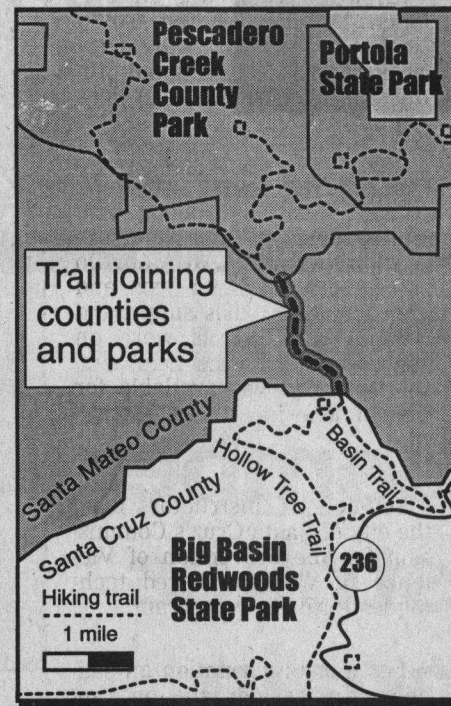 Pescadero
Creek
County
Park
Portola
State Park
Trail joining
counties
and parks
Santa Mateo County
Santa Cruz County
Hollow Tree Trail
Basin Trail
Big Basin
Redwoods
State Park
236
Hiking trail
1 mile